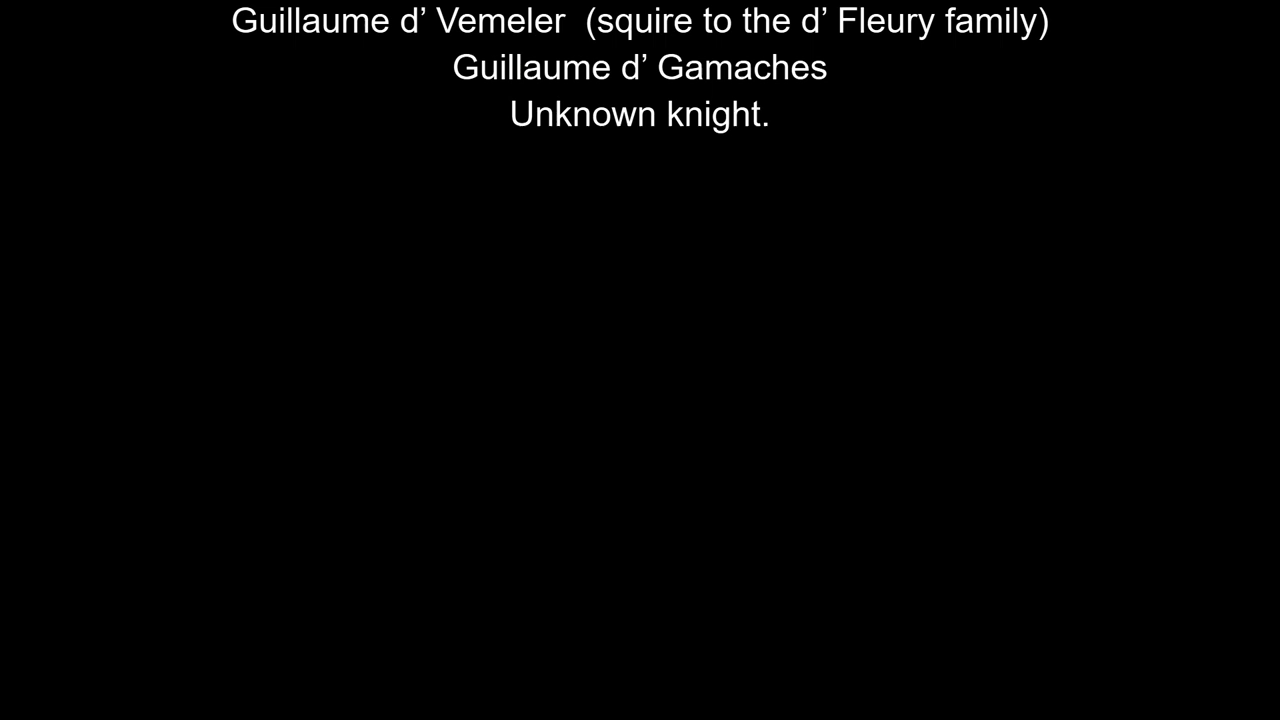 Guillaume d’ Vemeler  (squire to the d’ Fleury family)
Guillaume d’ Gamaches
Unknown knight.